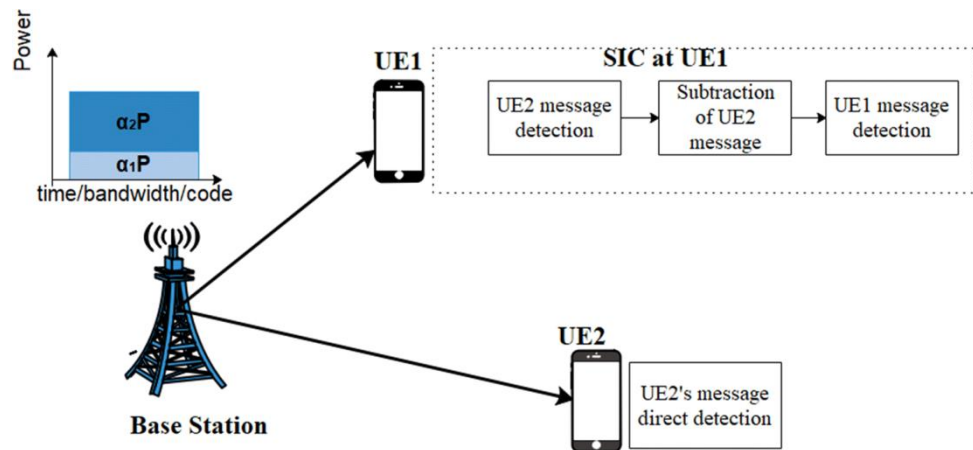 Power
α₂P
α₁P
time/bandwidth/code
UE1
SIC at UE1
UE2 message
detection
Subtraction
of UE2
message
UE1 message
detection
Base Station
UE2
UE2's message
direct detection